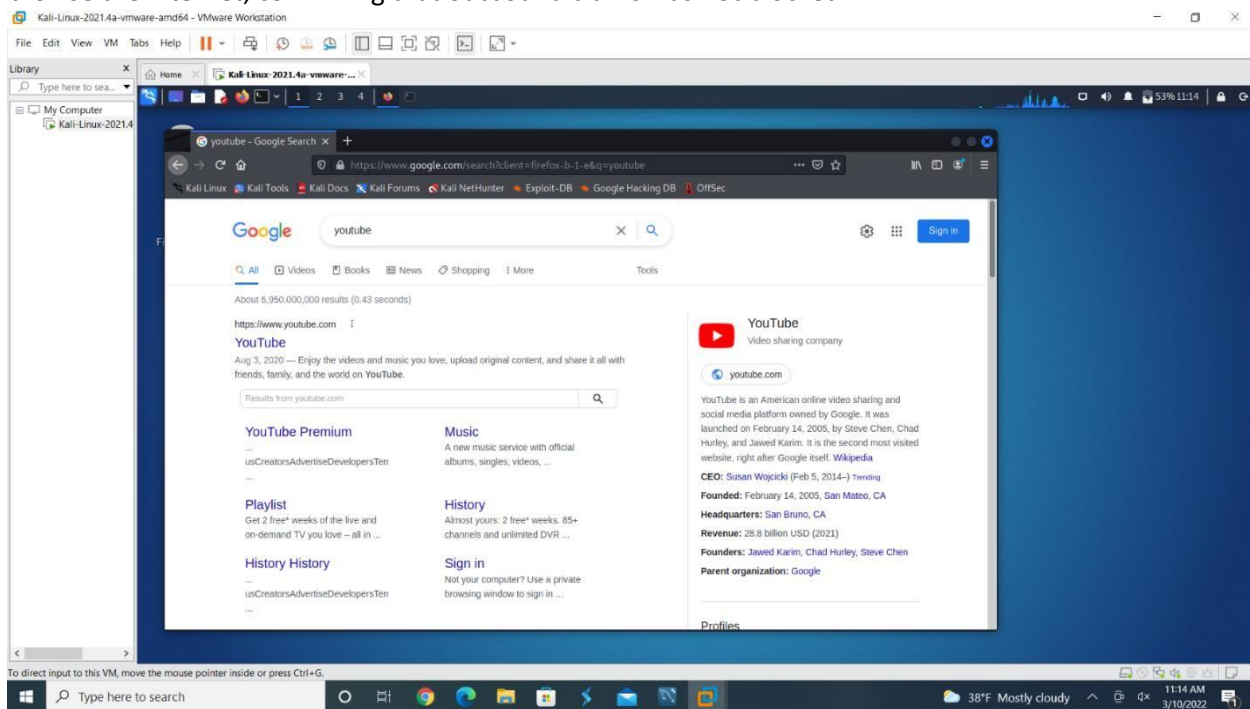 Kali-Linux-2021.4a-vmware-amd64 - VMware Workstation
File Edit View VM Tabs Help
Library
Home Kali-Linux-2021.4a-vmware-...
Type here to sea...
1 2 3 4
53% 11:14
My Computer
Kali-Linux-2021.4
youtube - Google Search
https://www.google.com/search?client=firefox-b-1-e&q=youtube
Kali Linux Kali Tools Kali Docs Kali Forums Kali NetHunter Exploit-DB Google Hacking DB OffSec
Google
youtube
Sign in
All Videos Books News Shopping More Tools
About 6,950,000,000 results (0.43 seconds)
https://www.youtube.com
YouTube
Aug 3, 2020 — Enjoy the videos and music you love, upload original content, and share it all with
friends, family, and the world on YouTube.
Results from youtube.com
YouTube Premium
...
usCreatorsAdvertiseDevelopersTerr
...
Music
A new music service with official
albums, singles, videos, ...
Playlist
Get 2 free* weeks of the live and
on-demand TV you love – all in ...
History
Almost yours: 2 free* weeks. 85+
channels and unlimited DVR ...
History History
...
usCreatorsAdvertiseDevelopersTerr
...
Sign in
Not your computer? Use a private
browsing window to sign in ...
YouTube
Video sharing company
youtube.com
YouTube is an American online video sharing and
social media platform owned by Google. It was
launched on February 14, 2005, by Steve Chen, Chad
Hurley, and Jawed Karim. It is the second most visited
website, right after Google itself. Wikipedia
CEO: Susan Wojcicki (Feb 5, 2014–) Trending
Founded: February 14, 2005, San Mateo, CA
Headquarters: San Bruno, CA
Revenue: 28.8 billion USD (2021)
Founders: Jawed Karim, Chad Hurley, Steve Chen
Parent organization: Google
Profiles
To direct input to this VM, move the mouse pointer inside or press Ctrl+G.
Type here to search
38°F Mostly cloudy
11:14 AM
3/10/2022